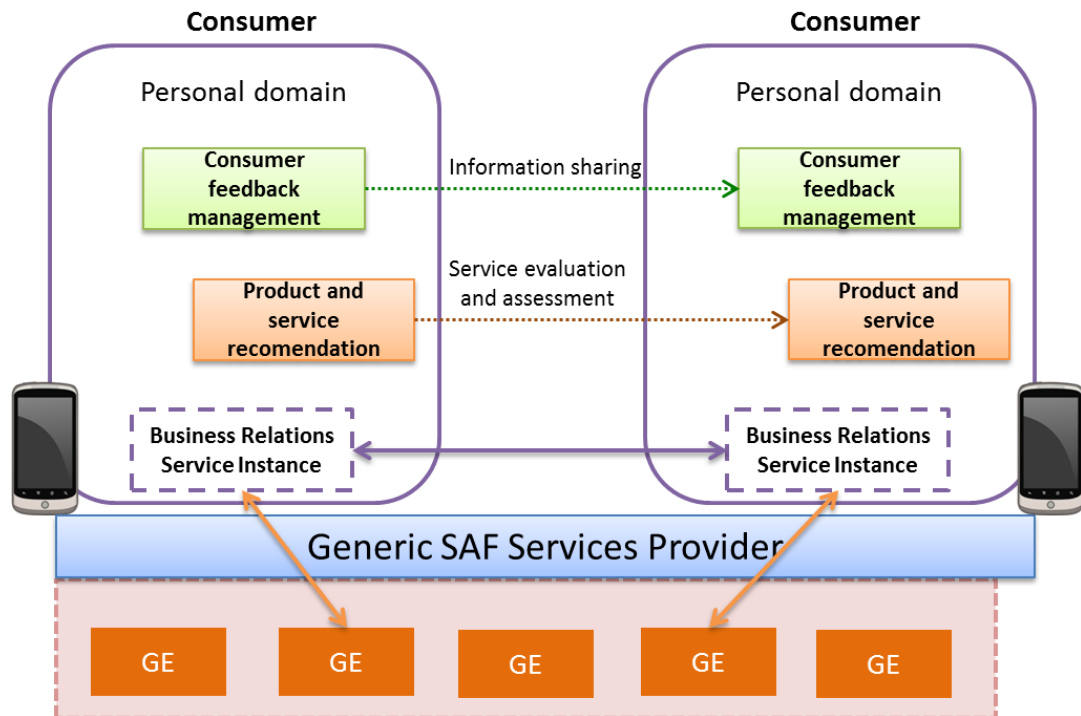 Consumer
Consumer
Personal domain
Personal domain
Consumer
feedback
management
Information sharing
Consumer
feedback
management
Product and
service
recomendation
Service evaluation
and assessment
Product and
service
recomendation
Business Relations
Service Instance
Business Relations
Service Instance
Generic SAF Services Provider
GE
GE
GE
GE
GE